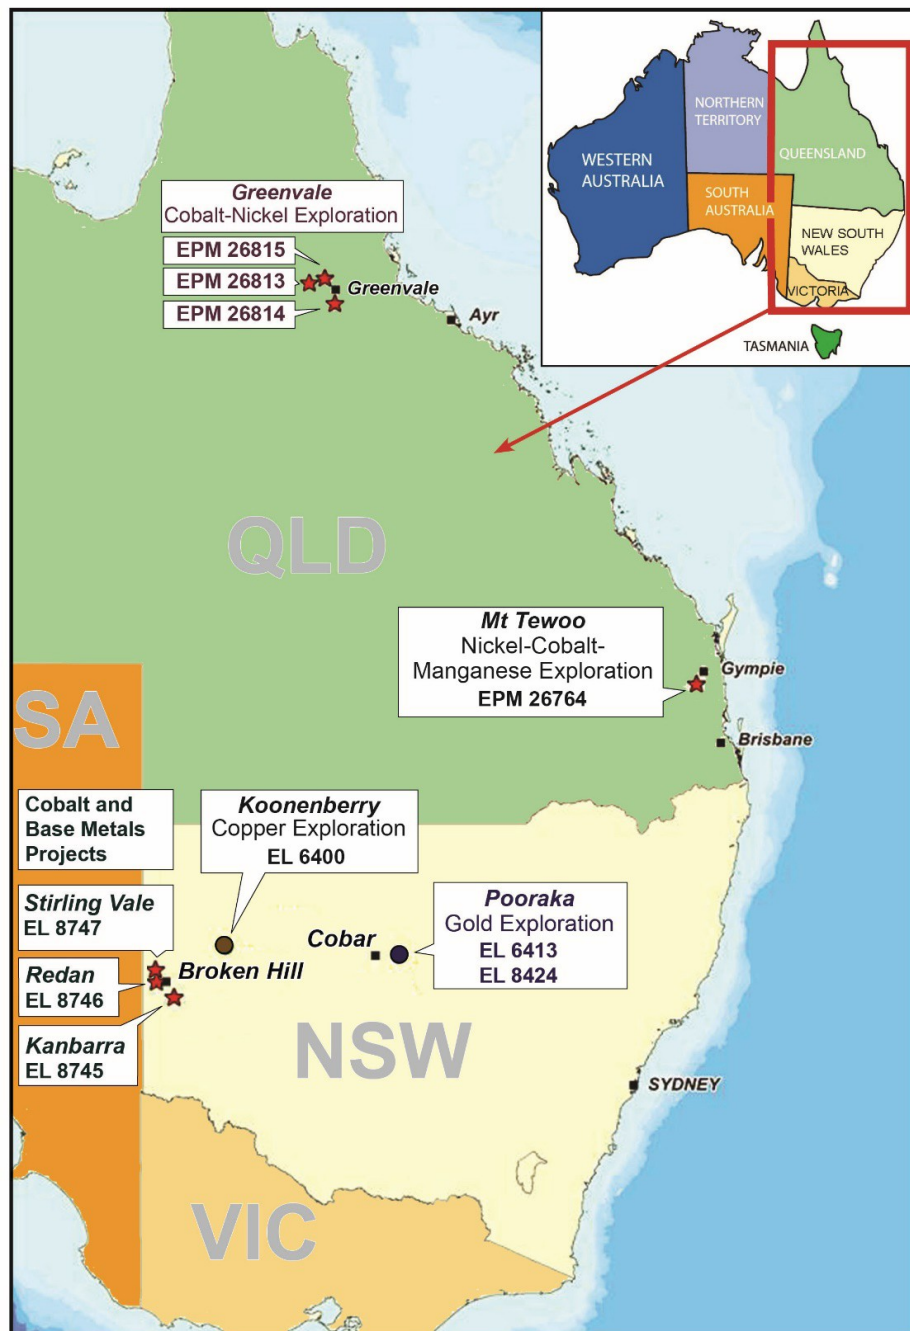 NORTHERN
TERRITORY
QUEENSLAND
WESTERN
AUSTRALIA
SOUTH
AUSTRALIA
NEW SOUTH
WALES
VICTORIA
TASMANIA
Greenvale
Cobalt-Nickel Exploration
EPM 26815
EPM 26813
EPM 26814
Greenvale
Ayr
QLD
Mt Tewoo
Nickel-Cobalt-
Manganese Exploration
EPM 26764
Gympie
Brisbane
SA
Cobalt and
Base Metals
Projects
Koonenberry
Copper Exploration
EL 6400
Stirling Vale
EL 8747
Pooraka
Gold Exploration
EL 6413
EL 8424
Cobar
Broken Hill
Redan
EL 8746
Kanbarra
EL 8745
NSW
SYDNEY
VIC